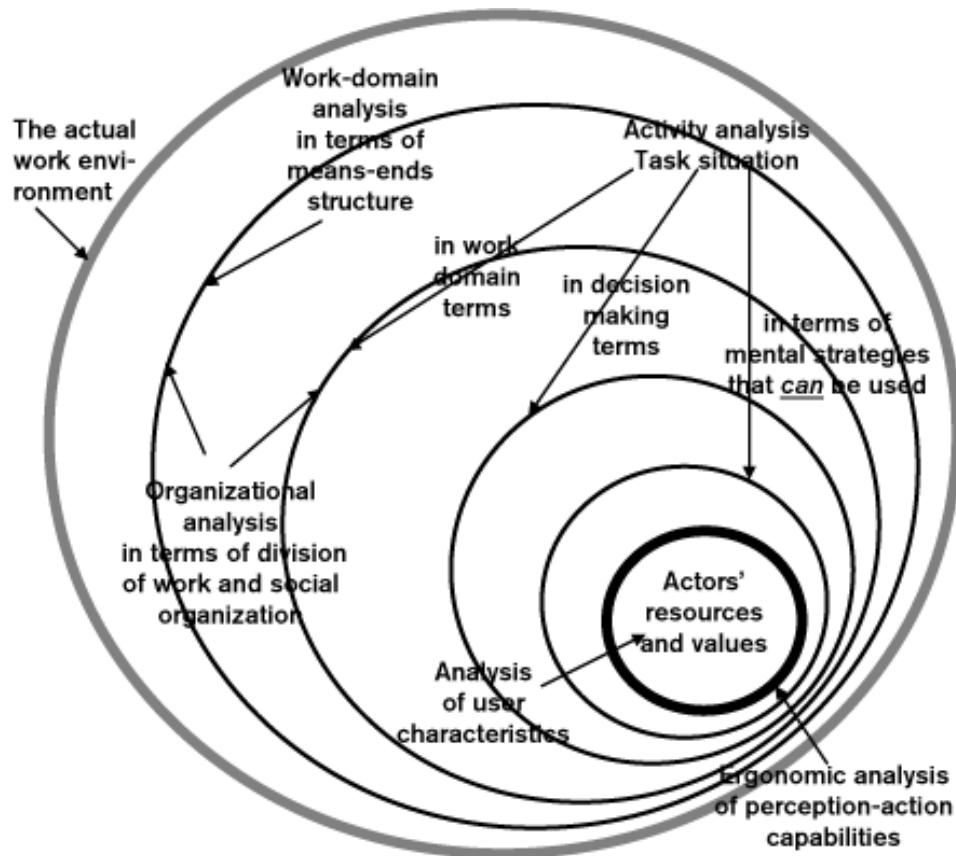 The actual
work envi-
ronment
Work-domain
analysis
in terms of
means-ends
structure
Activity analysis
Task situation
in work
domain
terms
in decision
making
terms
in terms of
mental strategies
that can be used
Organizational
analysis
in terms of division
of work and social
organization
Actors’
resources
and values
Analysis
of user
characteristics
Ergonomic analysis
of perception-action
capabilities